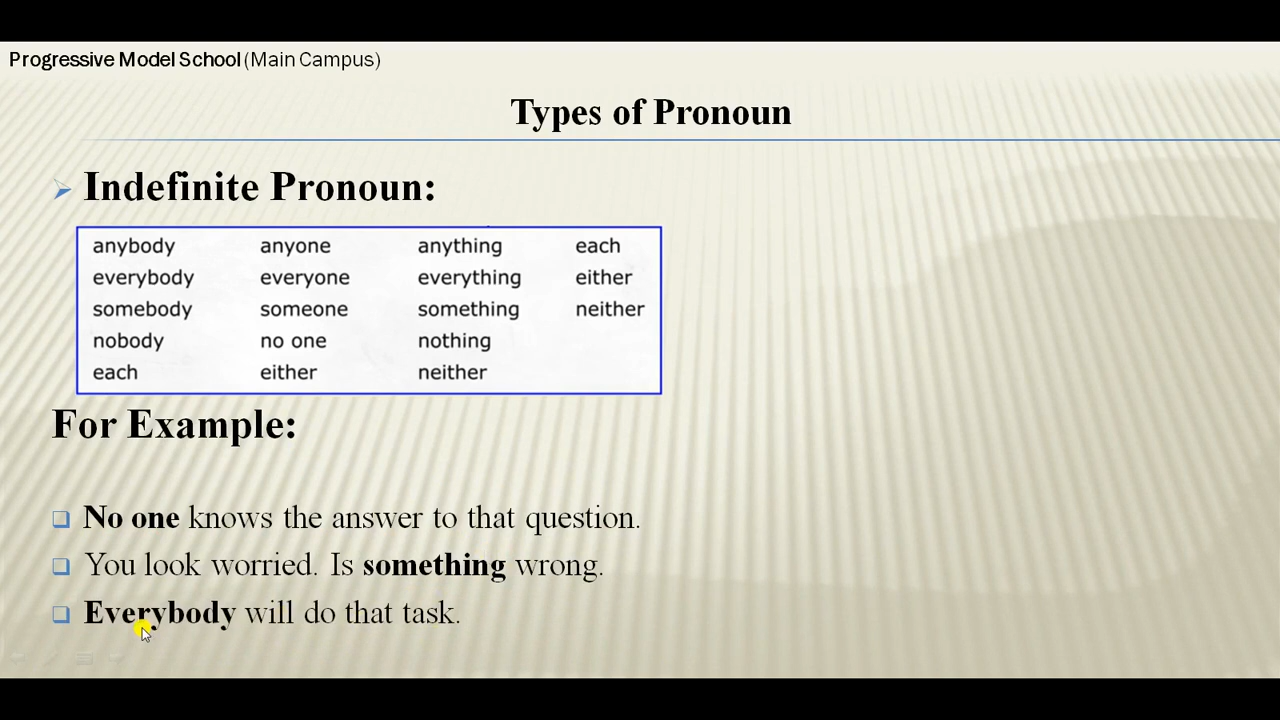 Progressive Model School (Main Campus)
Types of Pronoun
Indefinite Pronoun:
anybody anyone anything each
everybody everyone everything either
somebody someone something neither
nobody no one nothing
each either neither
For Example:
No one knows the answer to that question.
You look worried. Is something wrong.
Everybody will do that task.